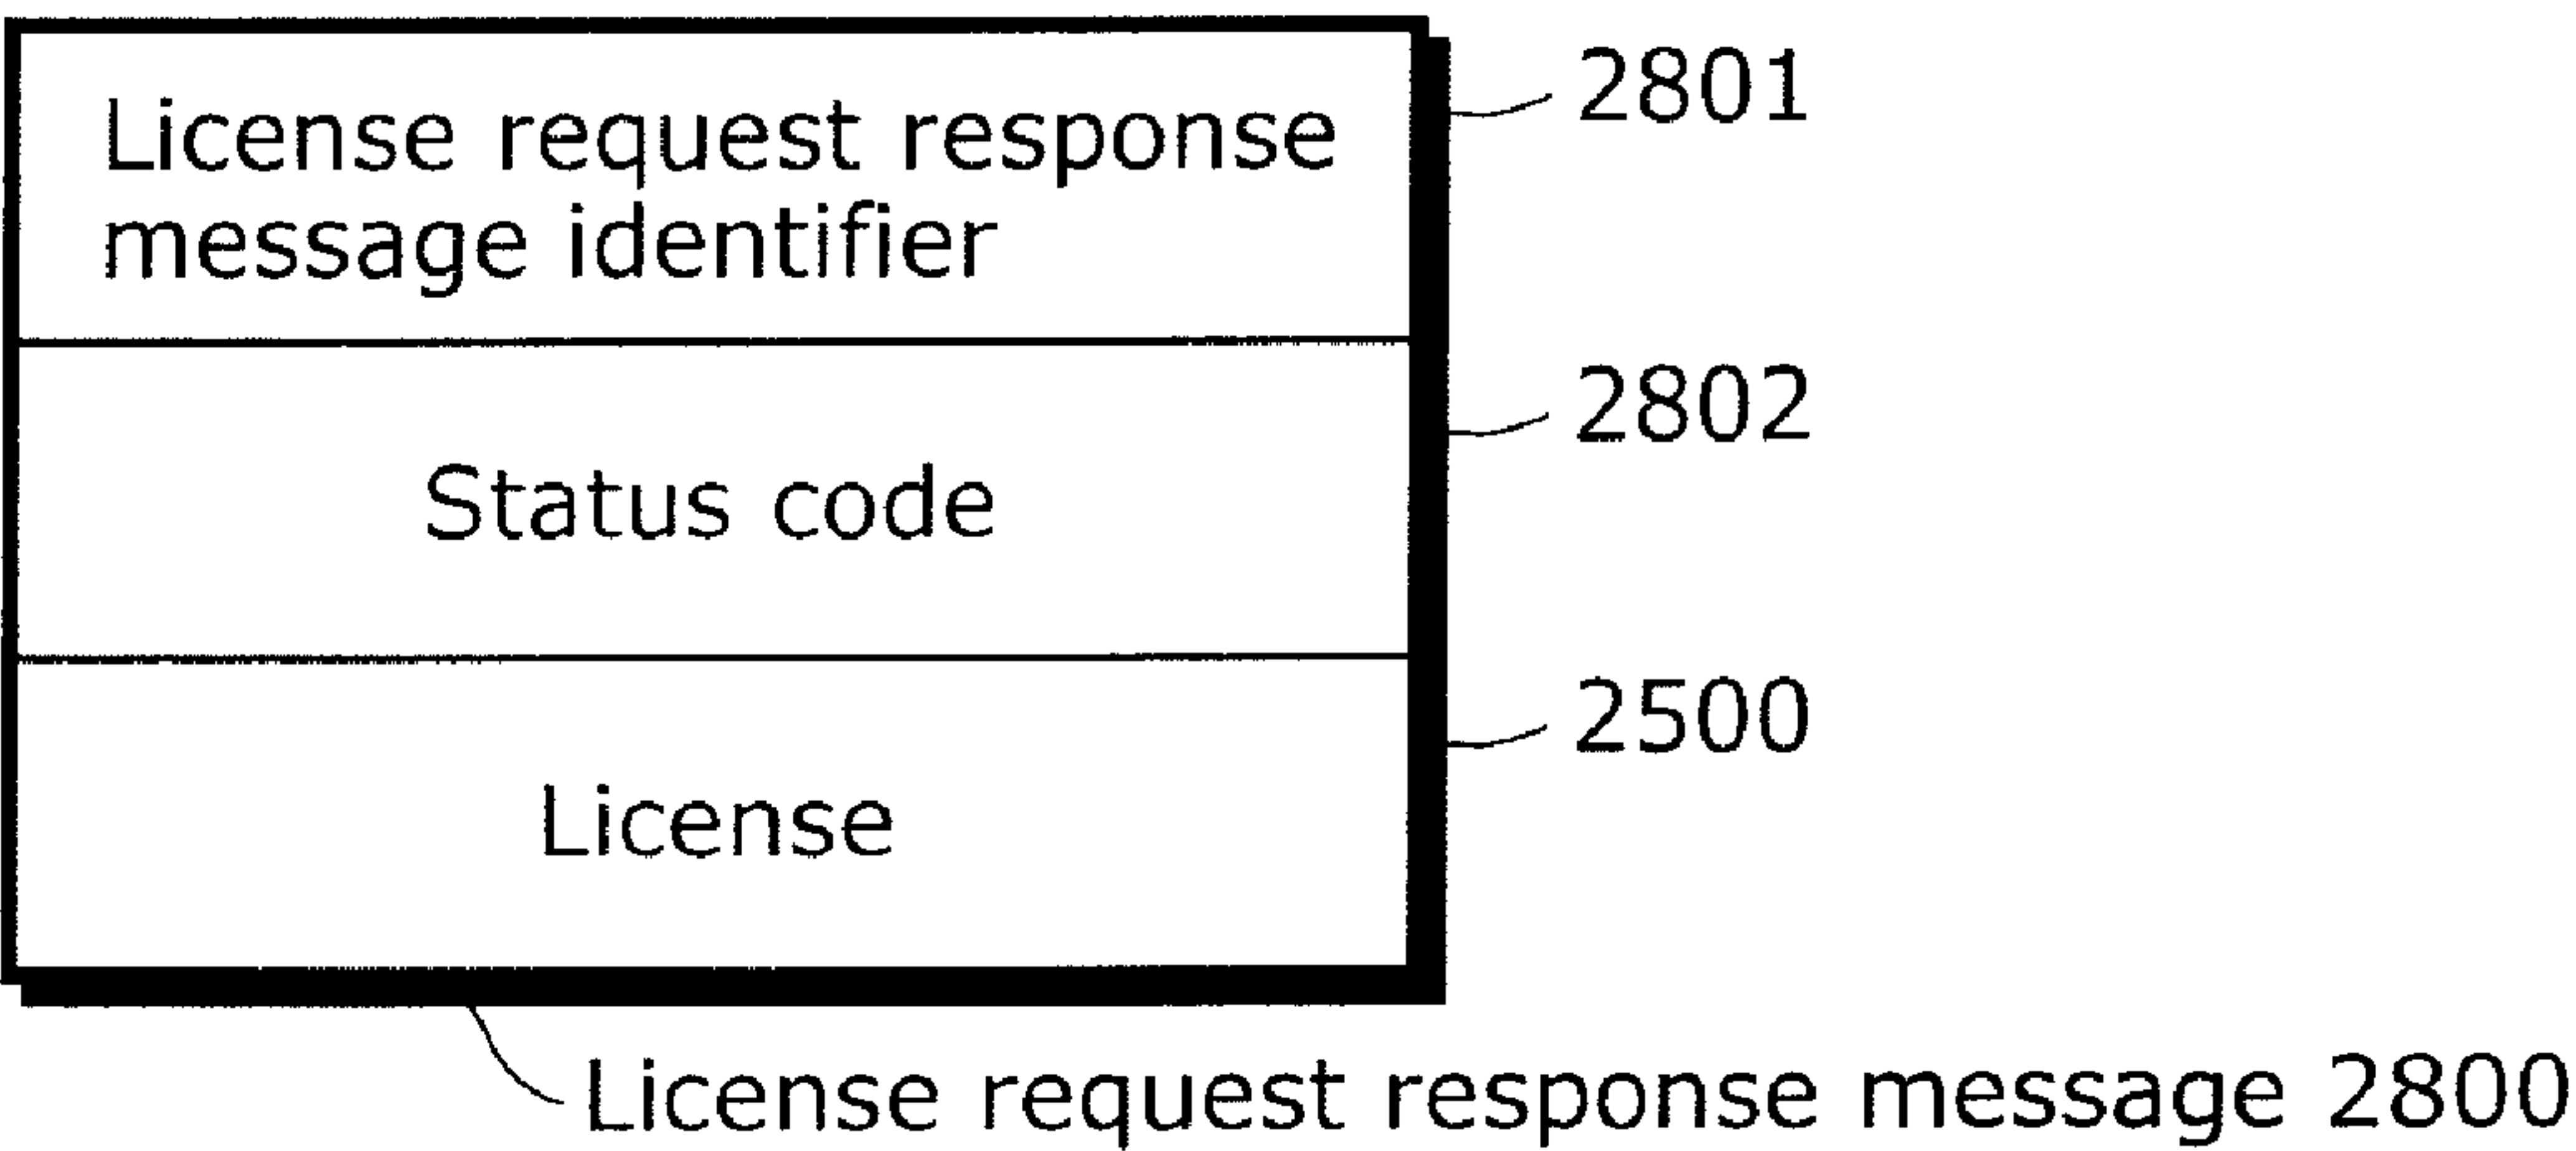 License request response
message identifier
2801
Status code
2802
License
2500
License request response message 2800